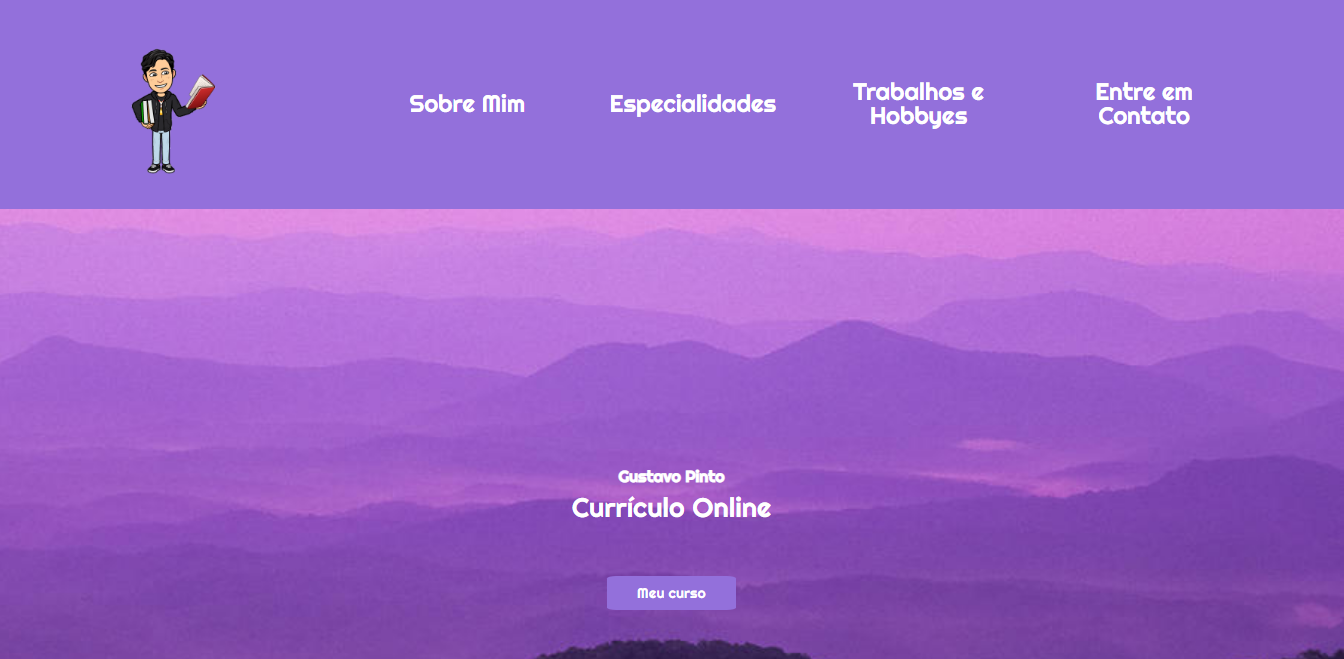 Sobre Mim
Especialidades
Trabalhos e
Hobbyes
Entre em
Contato
Gustavo Pinto
Currículo Online
Meu curso